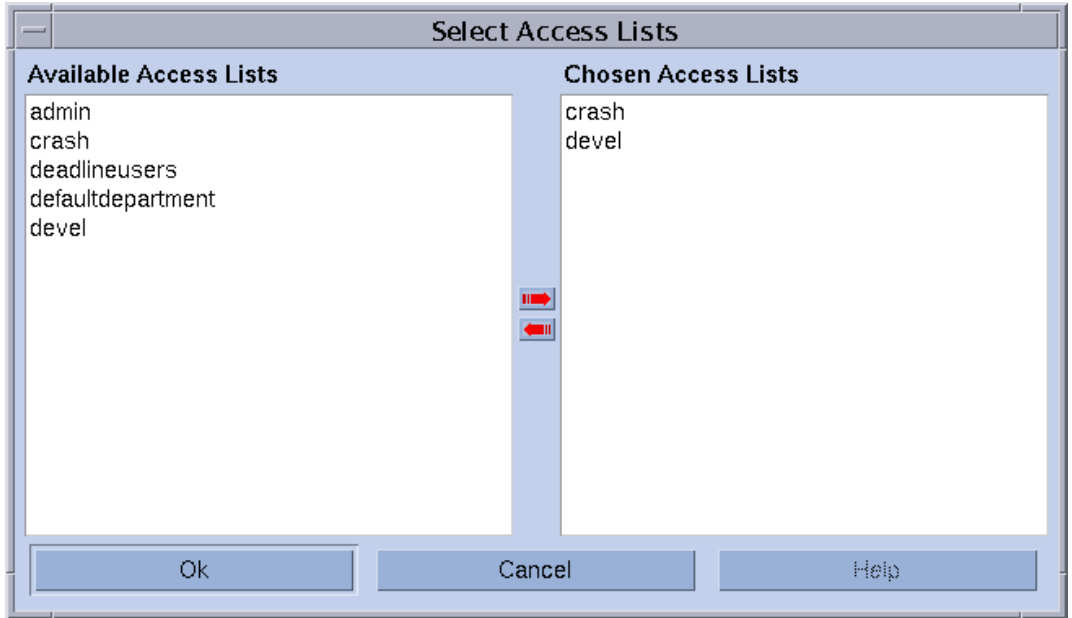 Select Access Lists
Available Access Lists
admin
crash
deadlineusers
defaultdepartment
devel
Chosen Access Lists
crash
devel
Ok
Cancel
Help